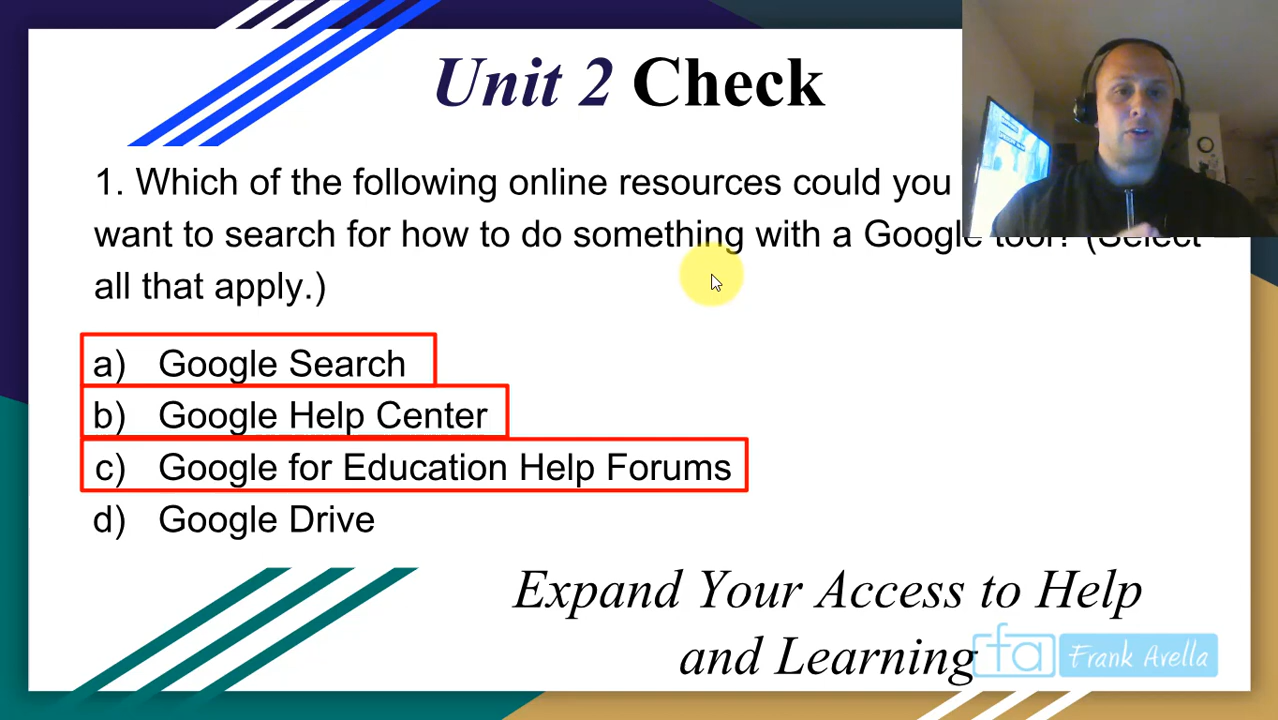 Unit 2 Check
1. Which of the following online resources could you
want to search for how to do something with a Google tool? (Select
all that apply.)
a) Google Search
b) Google Help Center
c) Google for Education Help Forums
d) Google Drive
Expand Your Access to Help
and Learning
fa Frank Avella